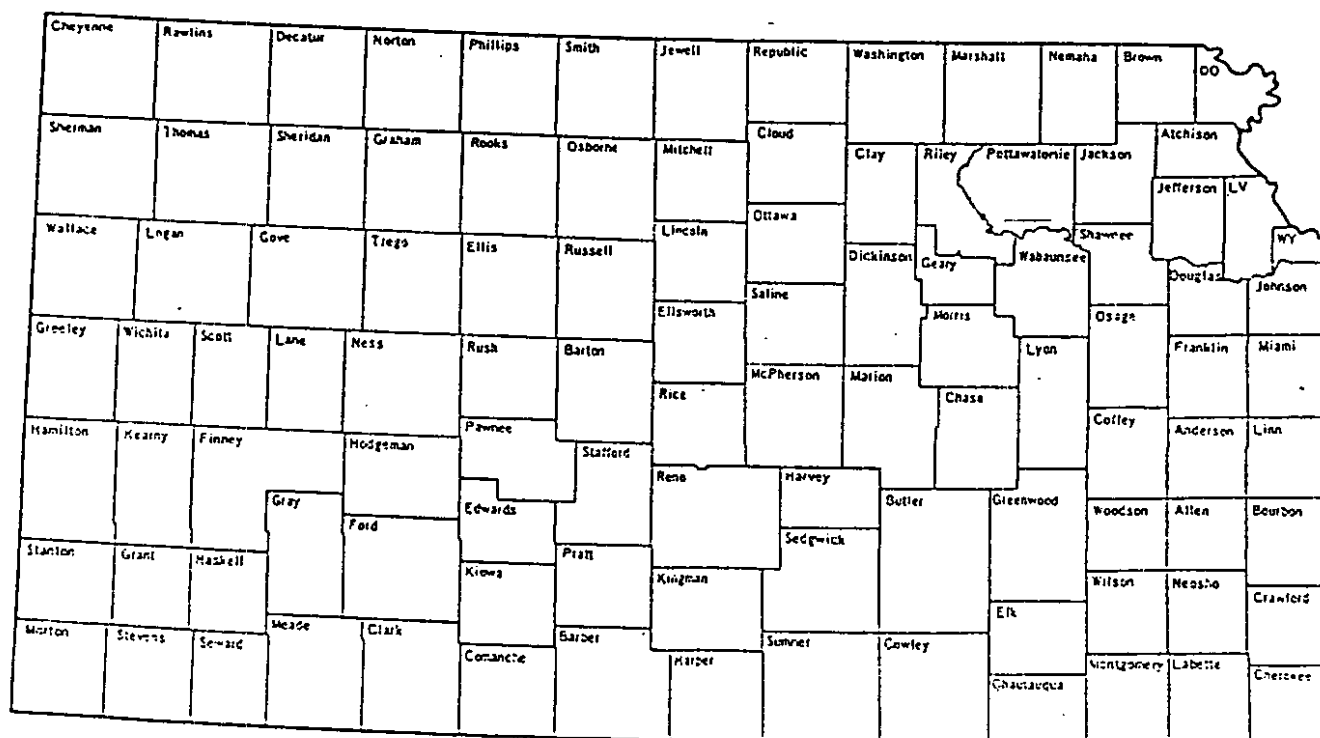 Cheyenne
Rawlins
Decatur
Norton
Phillips
Smith
Jewell
Republic
Washington
Marshall
Nemaha
Brown
DO
Sherman
Thomas
Sheridan
Graham
Rooks
Osborne
Mitchell
Cloud
Clay
Riley
Pottawatomie
Jackson
Atchison
Jefferson
LV
Wallace
Logan
Gove
Trego
Ellis
Russell
Lincoln
Ottawa
Dickinson
Geary
Wabaunsee
Shawnee
Douglas
WY
Johnson
Greeley
Wichita
Scott
Lane
Ness
Rush
Barton
Ellsworth
Saline
Morris
Lyon
Osage
Franklin
Miami
Hamilton
Kearny
Finney
Hodgeman
Pawnee
Stafford
Rice
McPherson
Marion
Chase
Coffey
Anderson
Linn
Gray
Ford
Edwards
Reno
Harvey
Butler
Greenwood
Woodson
Allen
Bourbon
Stanton
Grant
Haskell
Kiowa
Pratt
Kingman
Sedgwick
Elk
Wilson
Neosho
Crawford
Morton
Stevens
Seward
Meade
Clark
Comanche
Barber
Harper
Sumner
Cowley
Chautauqua
Montgomery
Labette
Cherokee